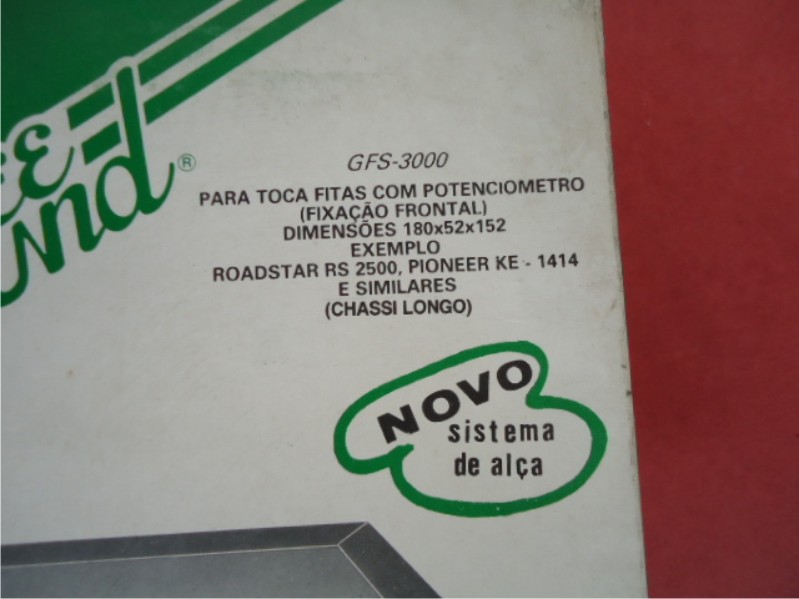 GFS-3000
PARA TOCA FITAS COM POTENCIOMETRO
(FIXAÇÃO FRONTAL)
DIMENSÕES 180x52x152
EXEMPLO
ROADSTAR RS 2500, PIONEER KE - 1414
E SIMILARES
(CHASSI LONGO)
NOVO
sistema
de alça